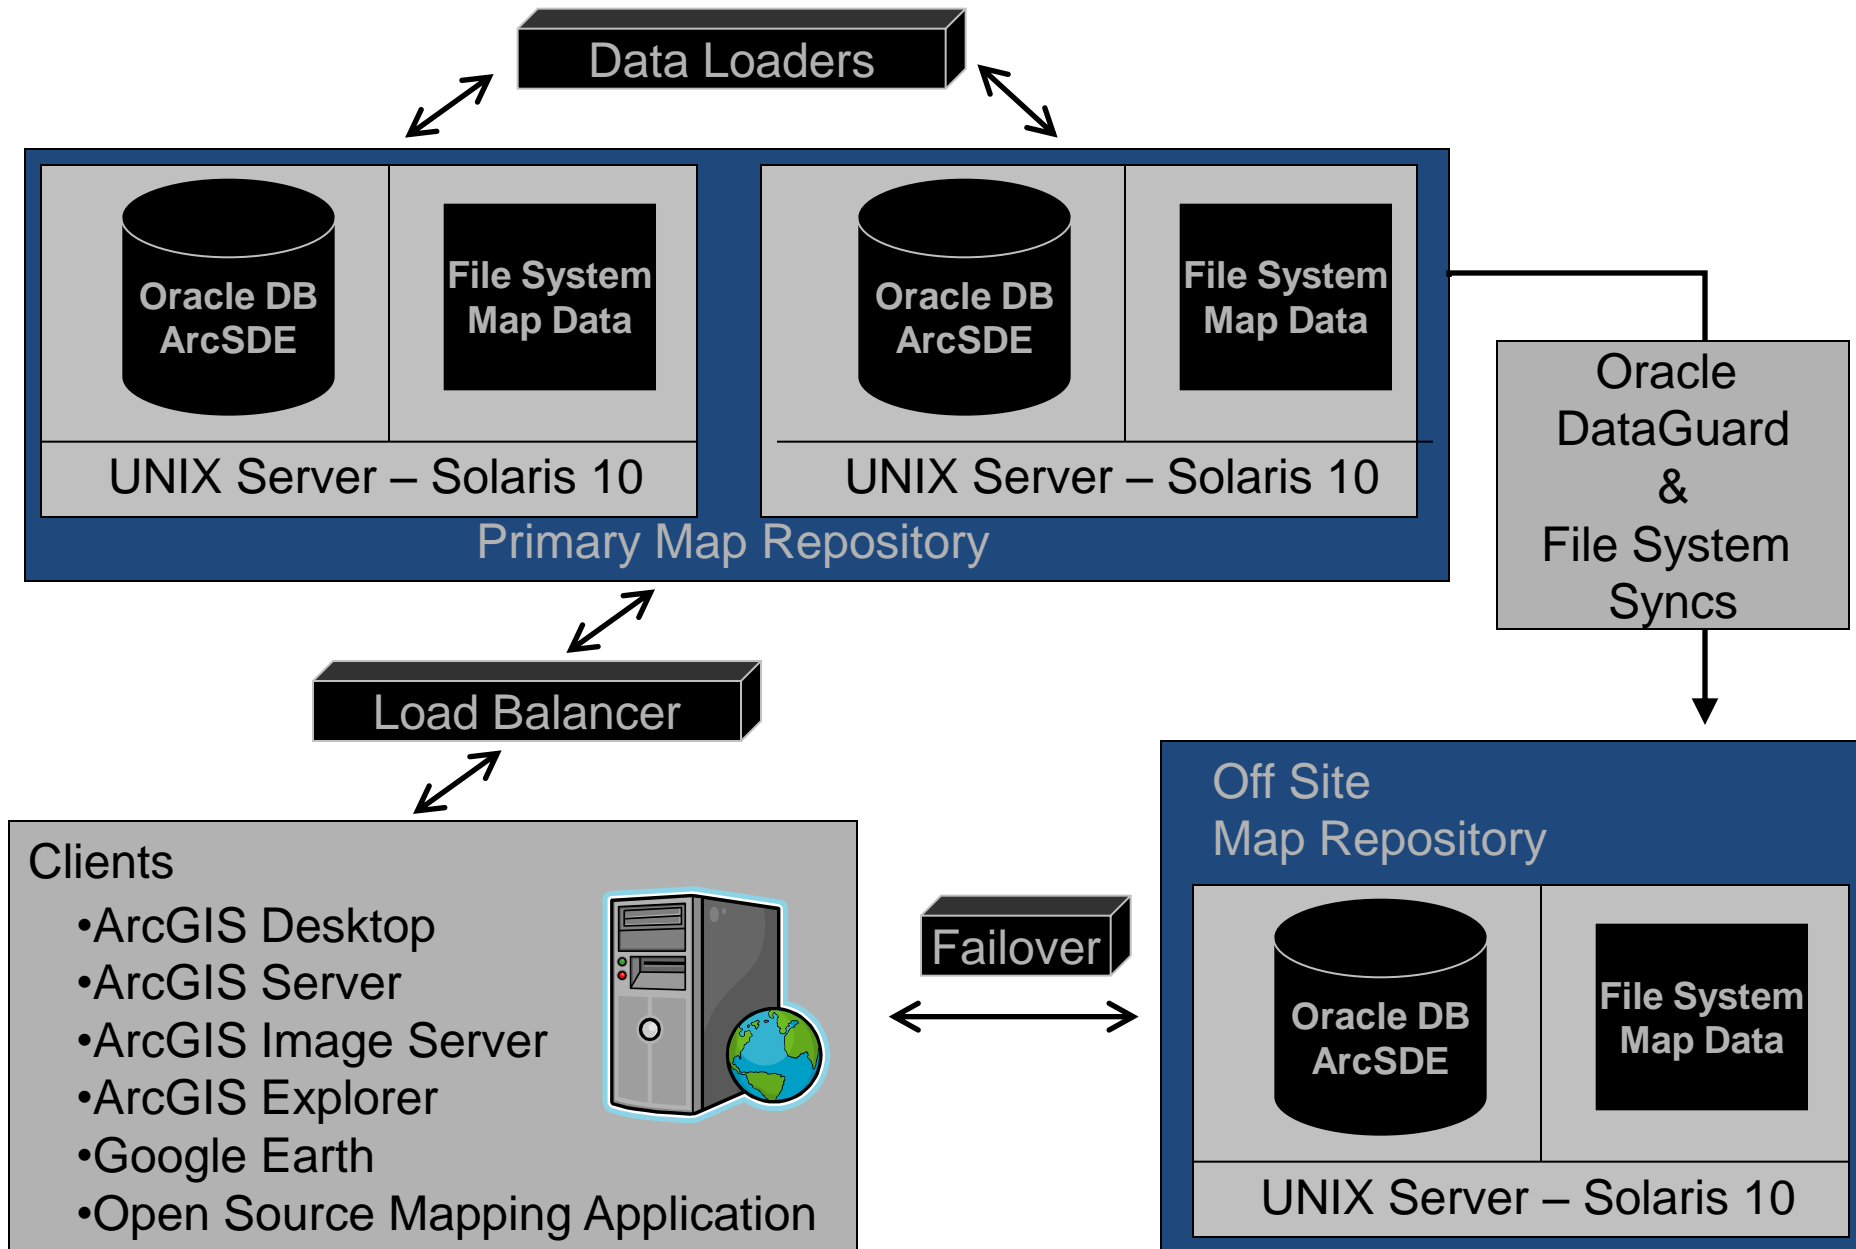 Data Loaders
Oracle DB
ArcSDE
File System
Map Data
UNIX Server – Solaris 10
Oracle DB
ArcSDE
File System
Map Data
UNIX Server – Solaris 10
Primary Map Repository
Oracle
DataGuard
&
File System
Syncs
Load Balancer
Clients
•ArcGIS Desktop
•ArcGIS Server
•ArcGIS Image Server
•ArcGIS Explorer
•Google Earth
•Open Source Mapping Application
Failover
Off Site
Map Repository
Oracle DB
ArcSDE
File System
Map Data
UNIX Server – Solaris 10